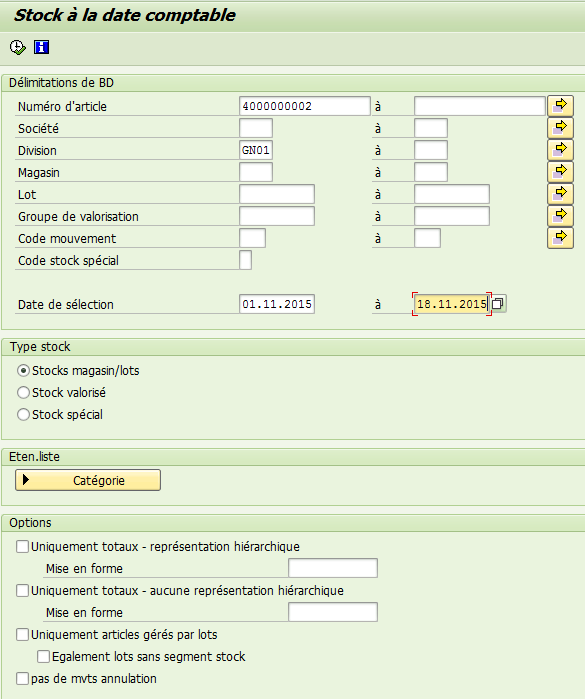 Stock à la date comptable
Délimitations de BD
Numéro d'article 4000000002 à
Société à
Division GN01 à
Magasin à
Lot à
Groupe de valorisation à
Code mouvement à
Code stock spécial
Date de sélection 01.11.2015 à 18.11.2015
Type stock
Stocks magasin/lots
Stock valorisé
Stock spécial
Eten.liste
Catégorie
Options
Uniquement totaux - représentation hiérarchique
Mise en forme
Uniquement totaux - aucune représentation hiérarchique
Mise en forme
Uniquement articles gérés par lots
Egalement lots sans segment stock
pas de mvts annulation